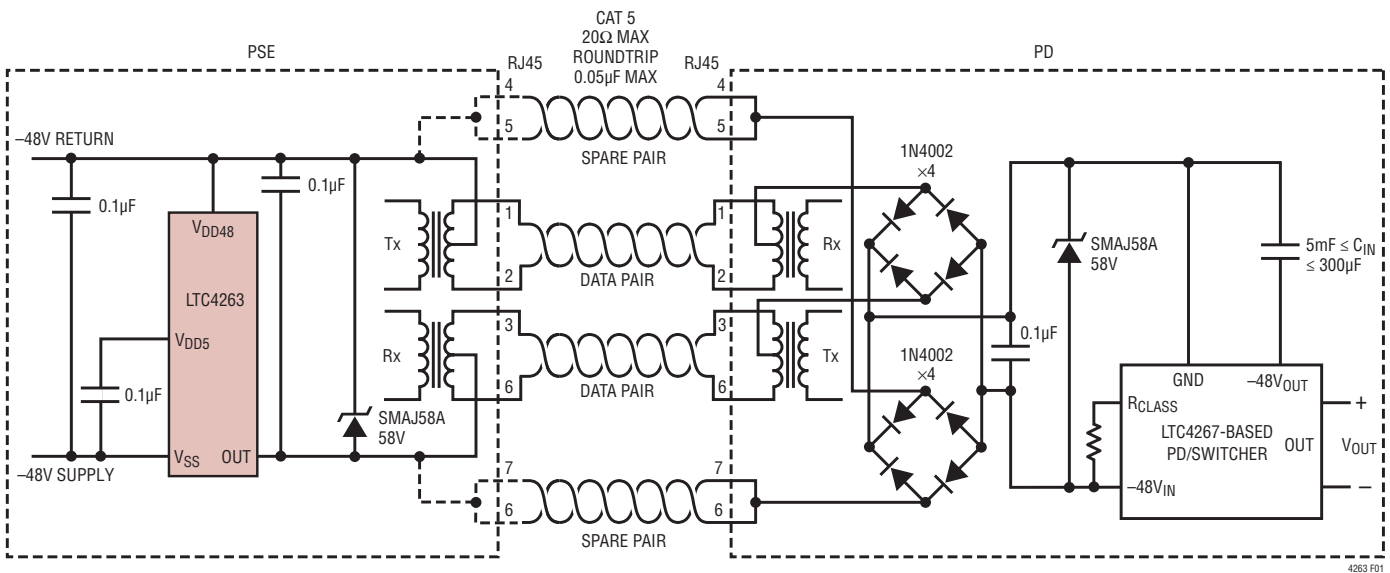 CAT 5
20Ω MAX
ROUNDTRIP
0.05µF MAX
PSE
RJ45
RJ45
PD
4
5
4
5
SPARE PAIR
–48V RETURN
0.1µF
0.1µF
VDD48
LTC4263
VDD5
0.1µF
VSS
OUT
–48V SUPPLY
SMAJ58A
58V
Tx
1
2
DATA PAIR
1
2
Rx
Rx
3
6
DATA PAIR
3
6
Tx
7
6
SPARE PAIR
7
6
1N4002
×4
1N4002
×4
0.1µF
SMAJ58A
58V
5mF ≤ CIN
≤ 300µF
GND
–48VOUT
RCLASS
LTC4267-BASED
PD/SWITCHER
OUT
–48VIN
+
VOUT
–
4263 F01